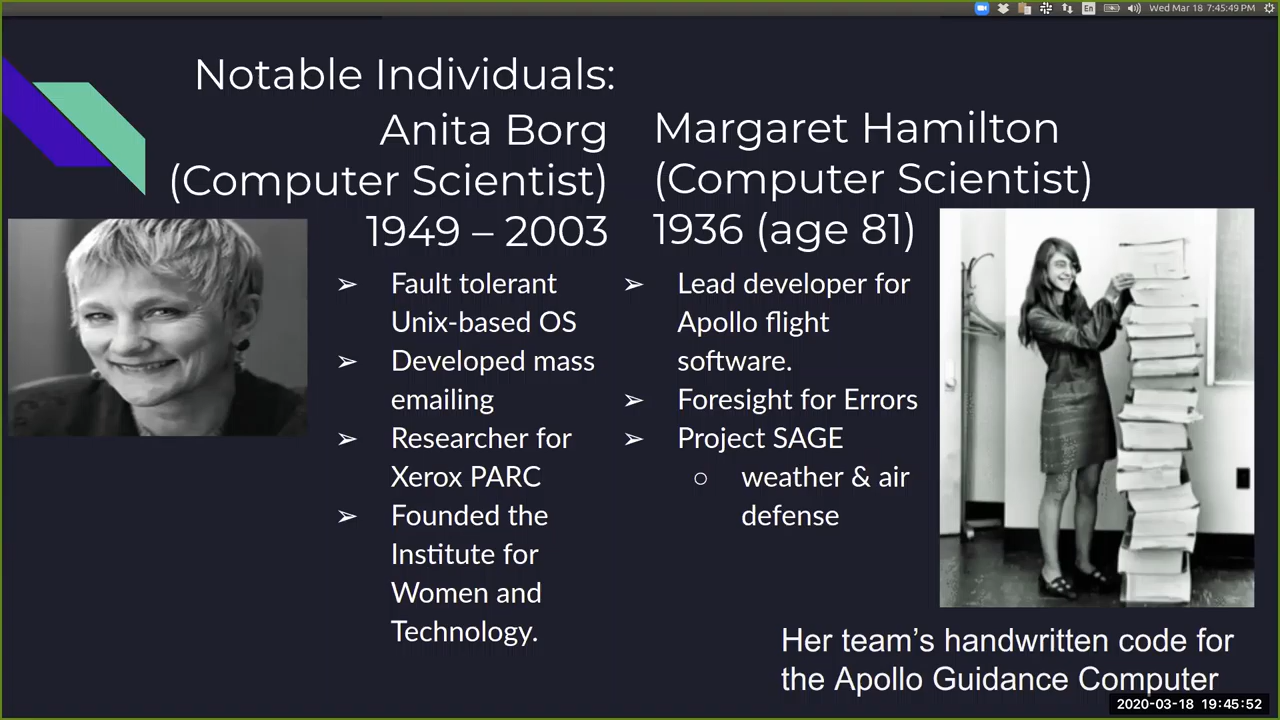 En
Wed Mar 18 7:45:49 PM
Notable Individuals:
Anita Borg
(Computer Scientist)
1949 – 2003
➢ Fault tolerant
Unix-based OS
➢ Developed mass
emailing
➢ Researcher for
Xerox PARC
➢ Founded the
Institute for
Women and
Technology.
Margaret Hamilton
(Computer Scientist)
1936 (age 81)
➢ Lead developer for
Apollo flight
software.
➢ Foresight for Errors
➢ Project SAGE
○ weather & air
defense
Her team’s handwritten code for
the Apollo Guidance Computer
2020-03-18 19:45:52